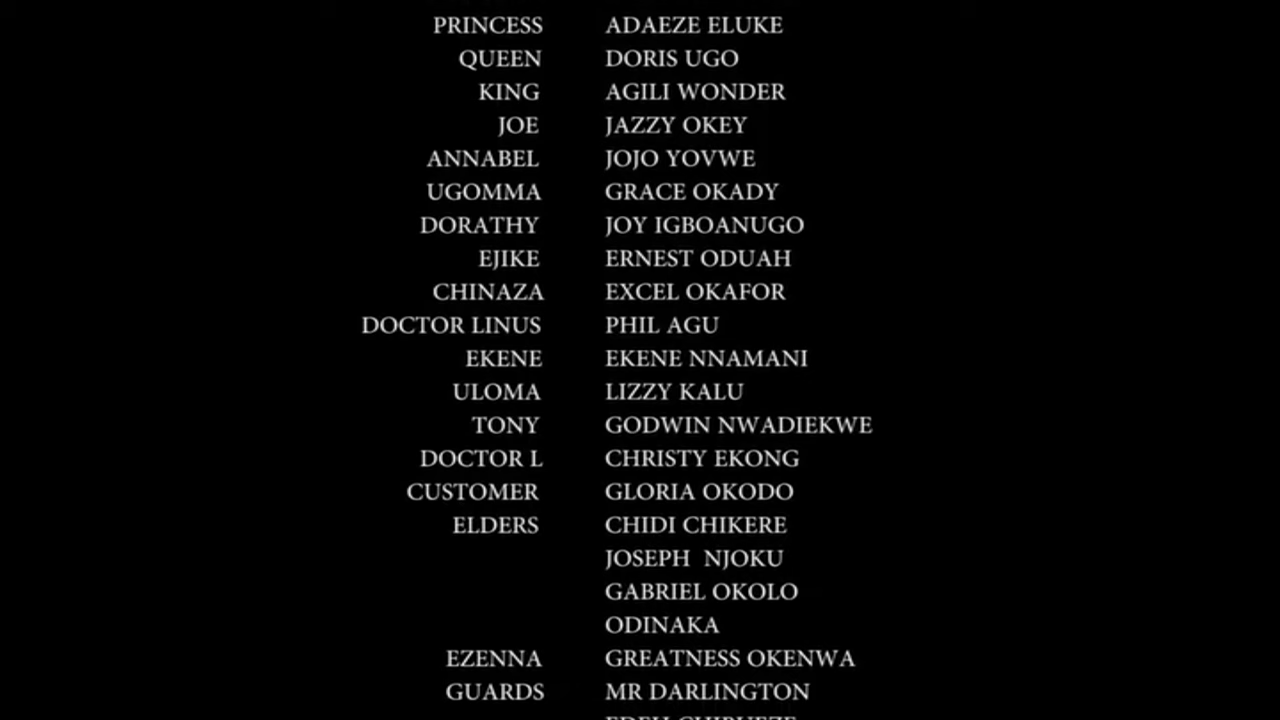 PRINCESS ADAEZE ELUKE
QUEEN DORIS UGO
KING AGILI WONDER
JOE JAZZY OKEY
ANNABEL JOJO YOVWE
UGOMMA GRACE OKADY
DORATHY JOY IGBOANUGO
EJIKE ERNEST ODUAH
CHINAZA EXCEL OKAFOR
DOCTOR LINUS PHIL AGU
EKENE EKENE NNAMANI
ULOMA LIZZY KALU
TONY GODWIN NWADIEKWE
DOCTOR L CHRISTY EKONG
CUSTOMER GLORIA OKODO
ELDERS CHIDI CHIKERE
JOSEPH NJOKU
GABRIEL OKOLO
ODINAKA
EZENNA GREATNESS OKENWA
GUARDS MR DARLINGTON